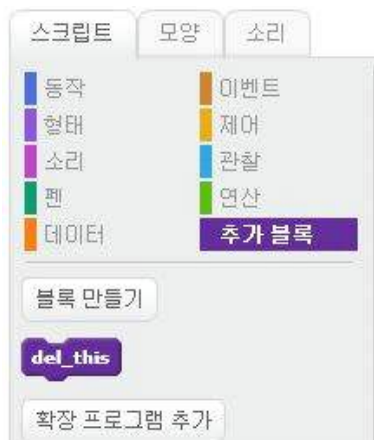 스크립트 모양 소리
동작 이벤트
형태 제어
소리 관찰
펜 연산
데이터 추가 블록
블록 만들기
del_this
확장 프로그램 추가